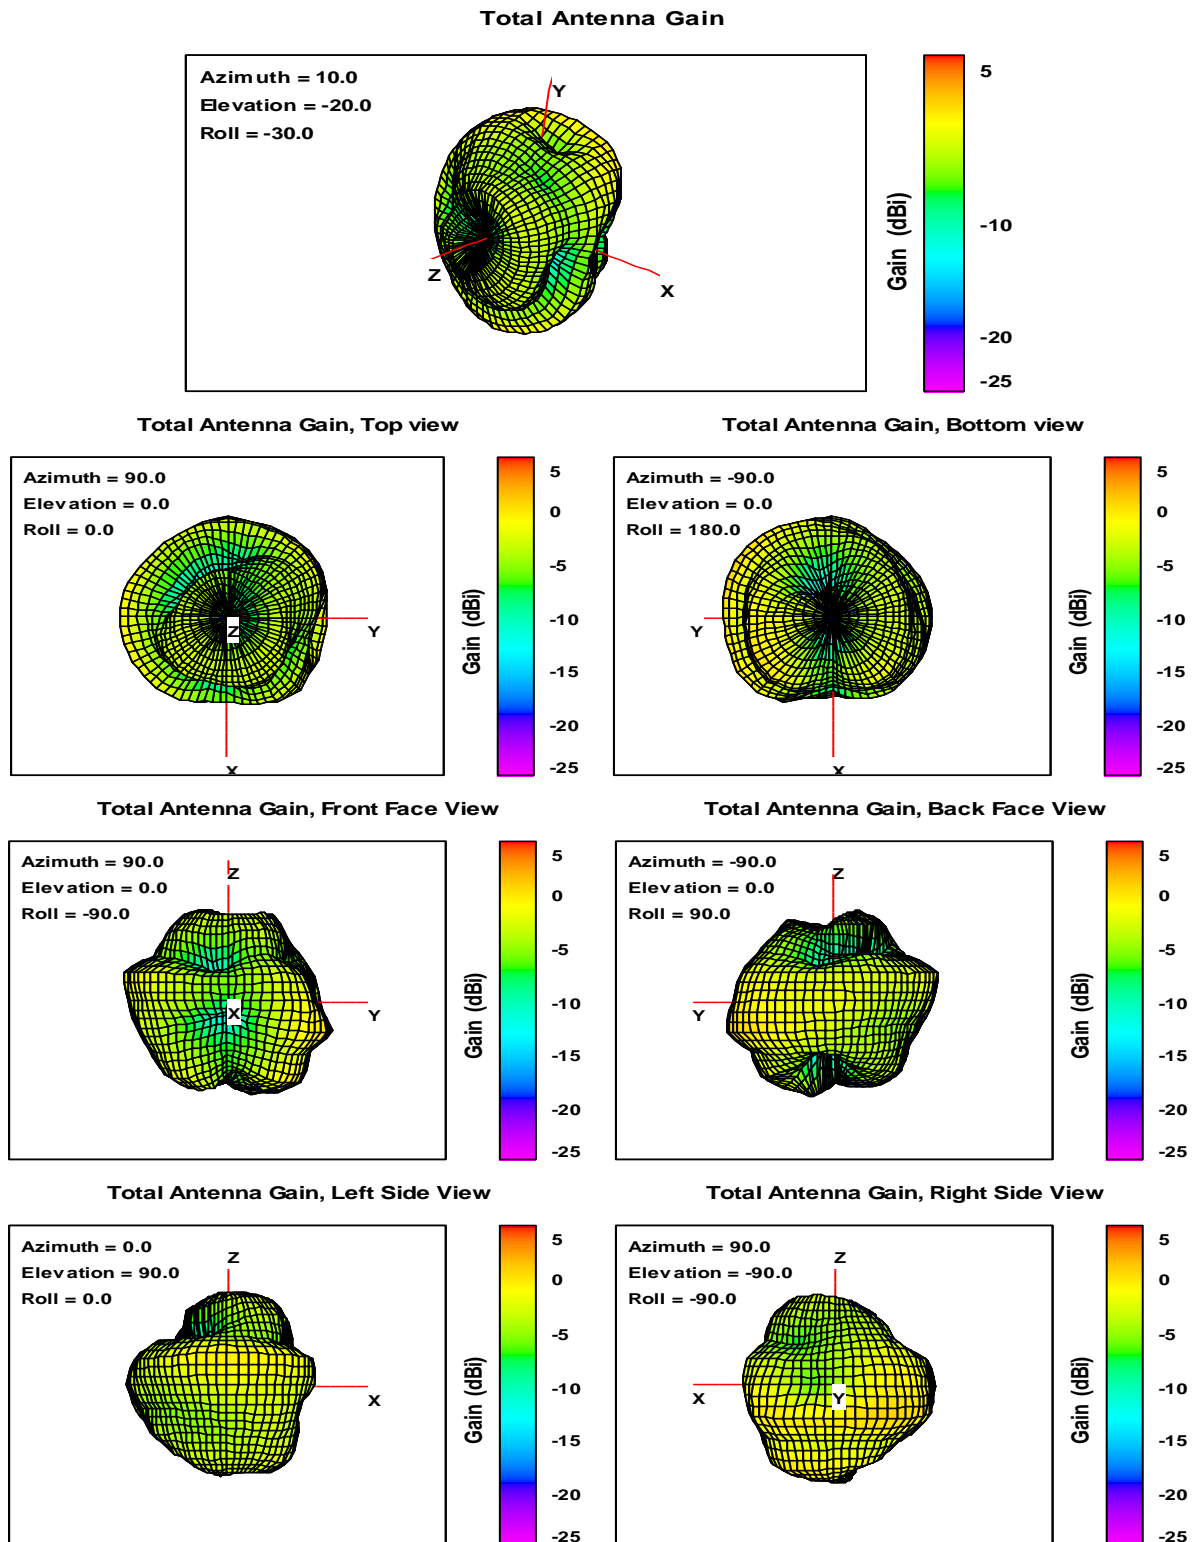 Total Antenna Gain
Azimuth = 10.0
Elevation = -20.0
Roll = -30.0
Y
Z
X
5
-10
-20
-25
Gain (dBi)
Total Antenna Gain, Top view
Azimuth = 90.0
Elevation = 0.0
Roll = 0.0
Z
Y
X
5
0
-5
-10
-15
-20
-25
Gain (dBi)
Total Antenna Gain, Bottom view
Azimuth = -90.0
Elevation = 0.0
Roll = 180.0
Y
X
5
0
-5
-10
-15
-20
-25
Gain (dBi)
Total Antenna Gain, Front Face View
Azimuth = 90.0
Elevation = 0.0
Roll = -90.0
Z
X
Y
5
0
-5
-10
-15
-20
-25
Gain (dBi)
Total Antenna Gain, Back Face View
Azimuth = -90.0
Elevation = 0.0
Roll = 90.0
Z
Y
5
0
-5
-10
-15
-20
-25
Gain (dBi)
Total Antenna Gain, Left Side View
Azimuth = 0.0
Elevation = 90.0
Roll = 0.0
Z
X
5
0
-5
-10
-15
-20
-25
Gain (dBi)
Total Antenna Gain, Right Side View
Azimuth = 90.0
Elevation = -90.0
Roll = -90.0
Z
X
Y
5
0
-5
-10
-15
-20
-25
Gain (dBi)